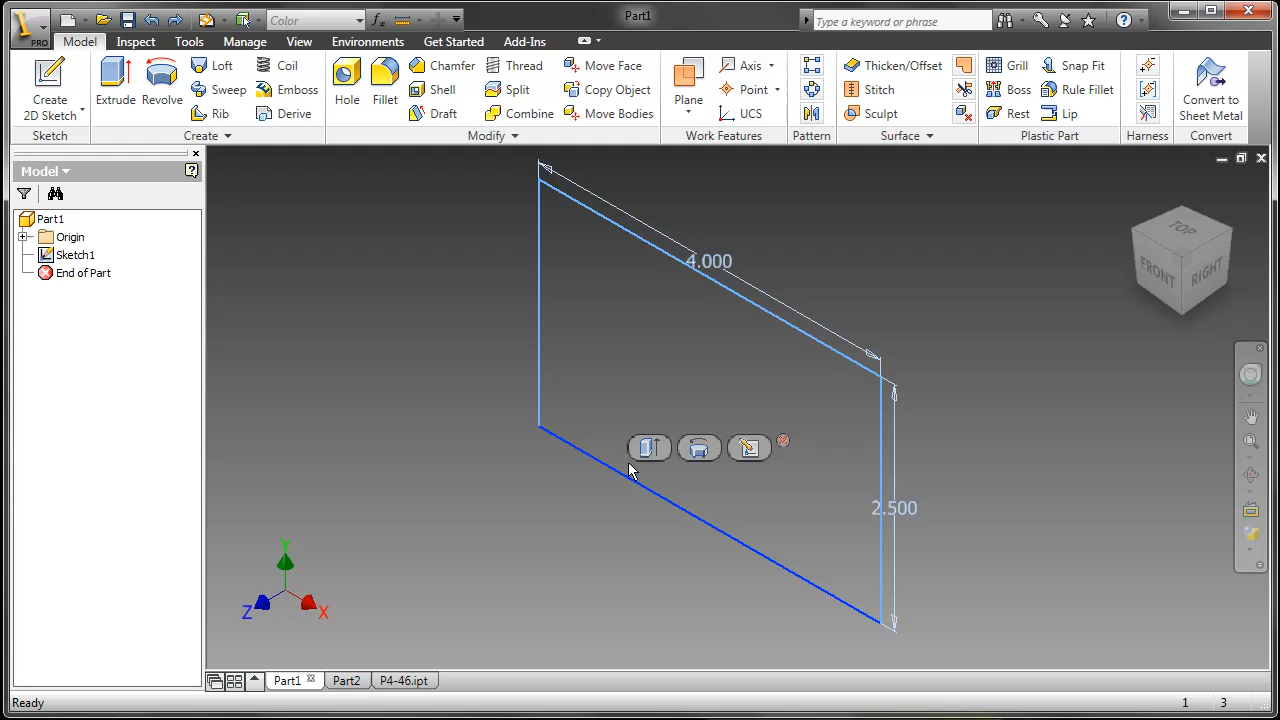 PRO
Color
fx
Part1
Type a keyword or phrase
Model Inspect Tools Manage View Environments Get Started Add-Ins
Create
2D Sketch
Sketch
Extrude
Revolve
Loft
Sweep
Rib
Coil
Emboss
Derive
Create
Hole
Fillet
Chamfer
Shell
Draft
Thread
Split
Combine
Move Face
Copy Object
Move Bodies
Modify
Plane
Axis
Point
UCS
Work Features
Pattern
Thicken/Offset
Stitch
Sculpt
Surface
Grill
Boss
Rest
Snap Fit
Rule Fillet
Lip
Plastic Part
Harness
Convert to
Sheet Metal
Convert
Model
Part1
Origin
Sketch1
End of Part
4.000
2.500
TOP
FRONT
RIGHT
Y
Z
X
Part1
Part2
P4-46.ipt
Ready
1
3